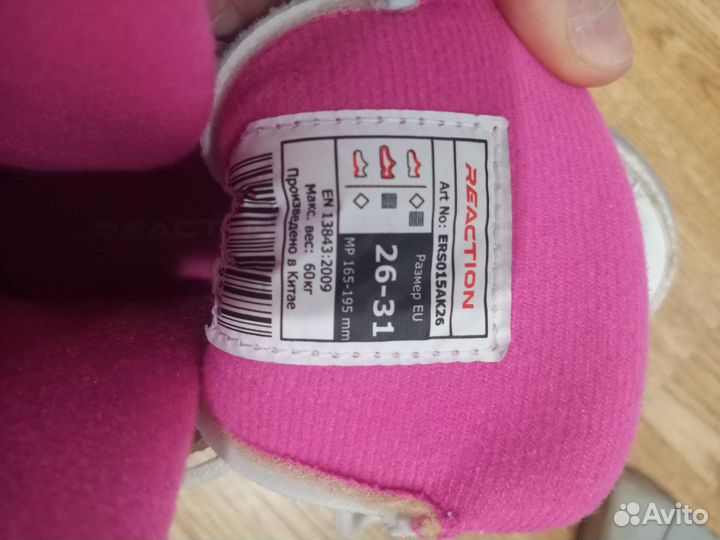 REACTION
Art No: ERS015AK26
Размер EU
26-31
MP 165-195 mm
EN 13843:2009
Макс. вес: 60кг
Произведено в Китае
REACTION
Avito